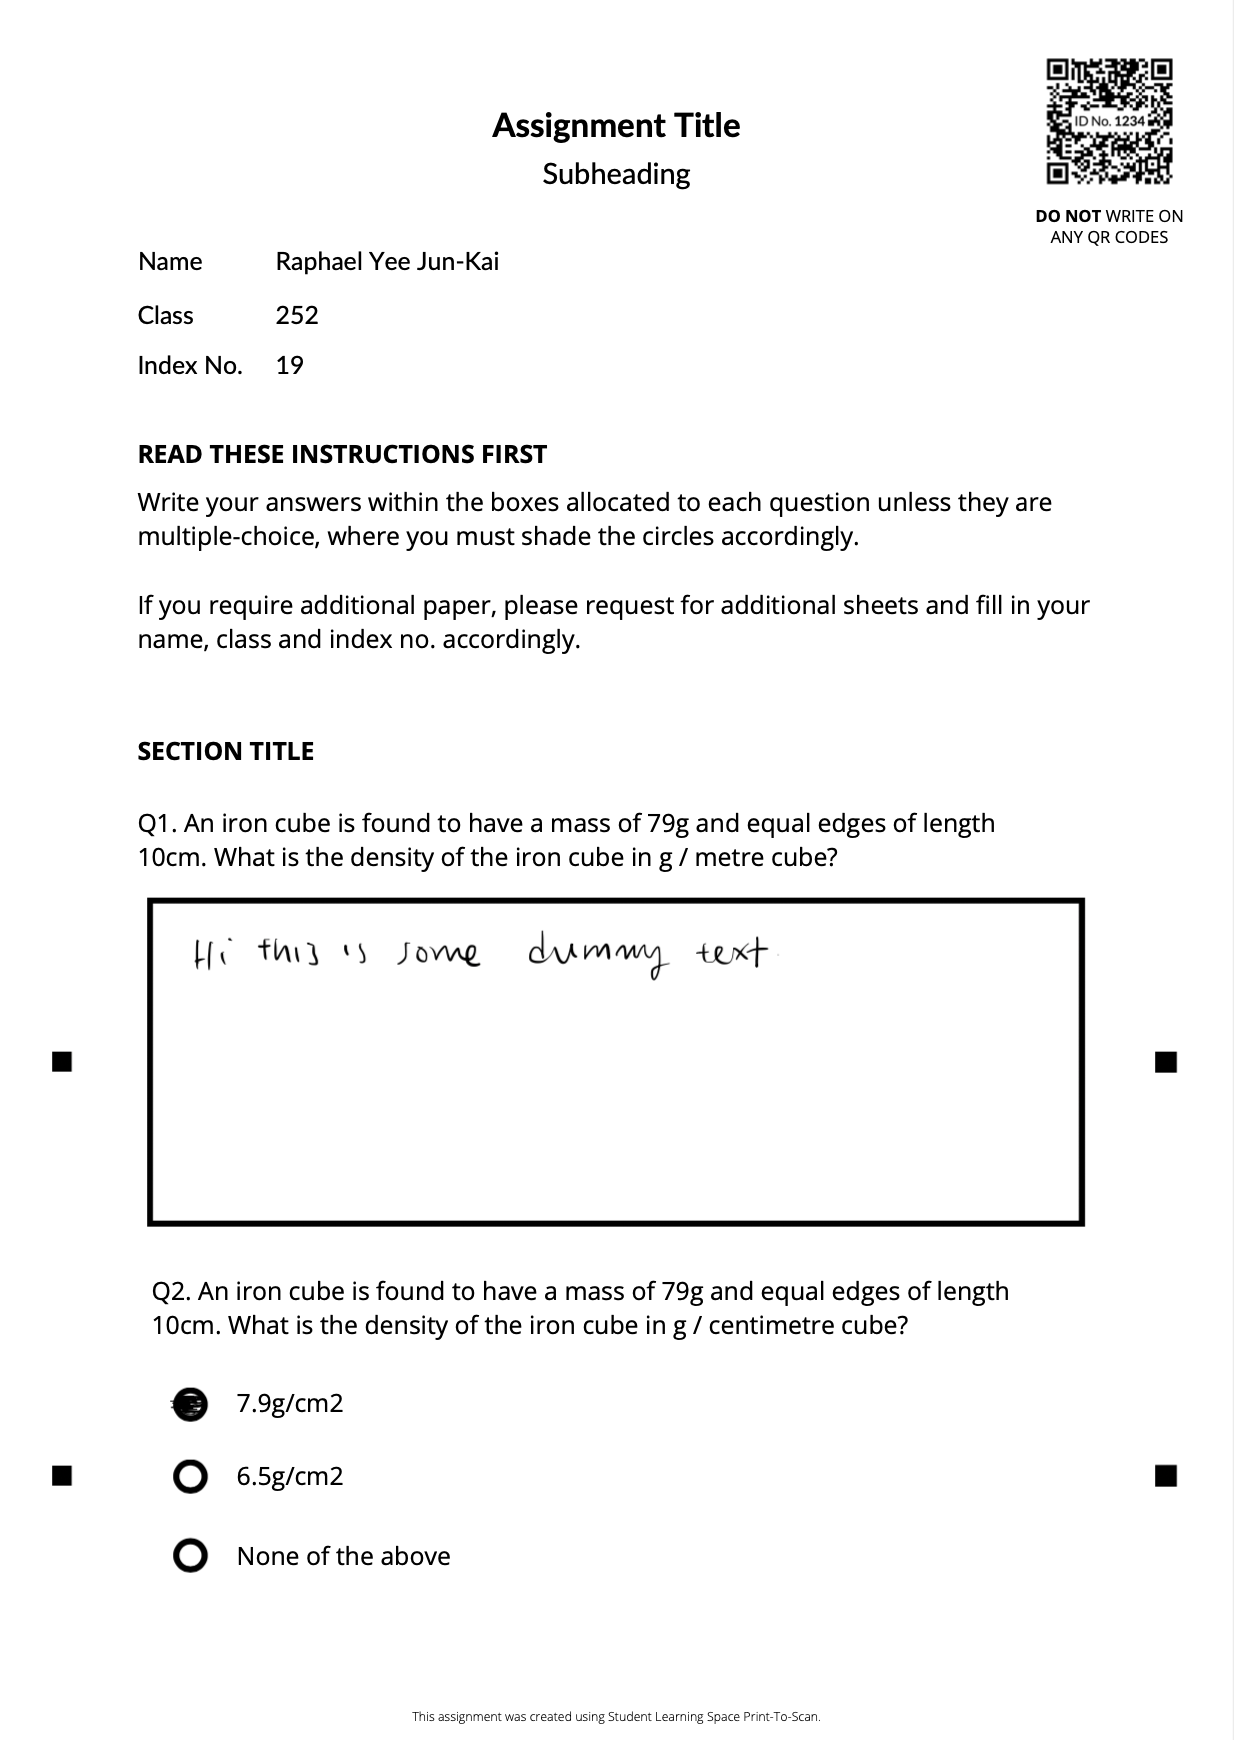 Assignment Title
Subheading
ID No. 1234
DO NOT WRITE ON
ANY QR CODES
Name Raphael Yee Jun-Kai
Class 252
Index No. 19
READ THESE INSTRUCTIONS FIRST
Write your answers within the boxes allocated to each question unless they are
multiple-choice, where you must shade the circles accordingly.
If you require additional paper, please request for additional sheets and fill in your
name, class and index no. accordingly.
SECTION TITLE
Q1. An iron cube is found to have a mass of 79g and equal edges of length
10cm. What is the density of the iron cube in g / metre cube?
Hi this is some dummy text
Q2. An iron cube is found to have a mass of 79g and equal edges of length
10cm. What is the density of the iron cube in g / centimetre cube?
7.9g/cm2
6.5g/cm2
None of the above
This assignment was created using Student Learning Space Print-To-Scan.